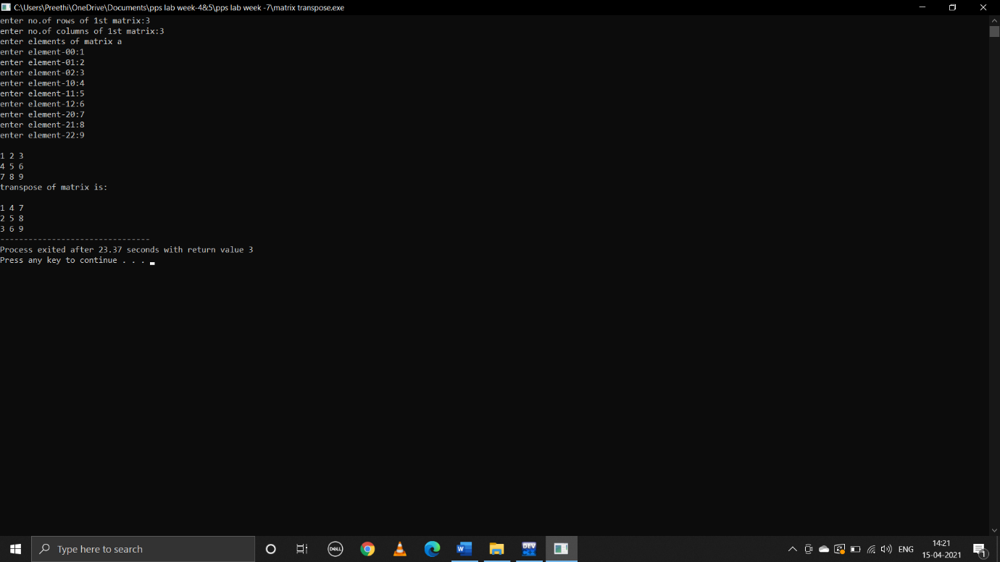 C:\Users\Preethi\OneDrive\Documents\pps lab week-4&5\pps lab week -7\matrix transpose.exe
enter no.of rows of 1st matrix:3
enter no.of columns of 1st matrix:3
enter elements of matrix a
enter element-00:1
enter element-01:2
enter element-02:3
enter element-10:4
enter element-11:5
enter element-12:6
enter element-20:7
enter element-21:8
enter element-22:9
1 2 3
4 5 6
7 8 9
transpose of matrix is:
1 4 7
2 5 8
3 6 9
--------------------------------
Process exited after 23.37 seconds with return value 3
Press any key to continue . . .
Type here to search
DELL
W
DEV
C++
ENG
14:21
15-04-2021
1